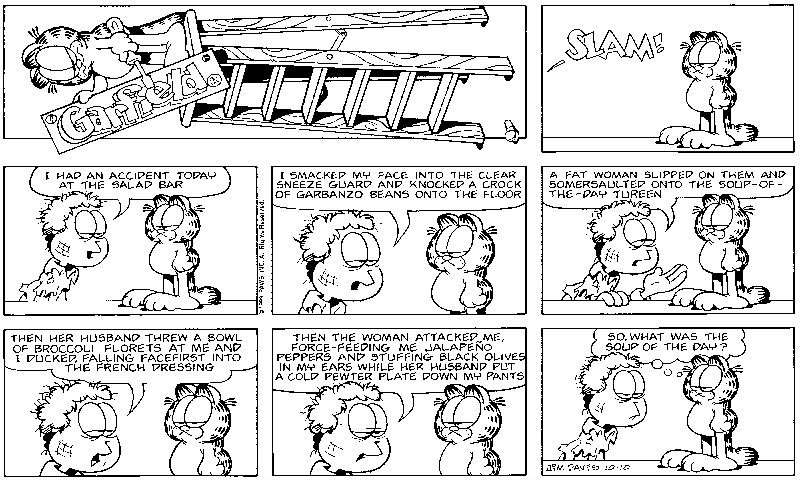 Garfield
SLAM!
I HAD AN ACCIDENT TODAY
AT THE SALAD BAR
I SMACKED MY FACE INTO THE CLEAR
SNEEZE GUARD AND KNOCKED A CROCK
OF GARBANZO BEANS ONTO THE FLOOR
A FAT WOMAN SLIPPED ON THEM AND
SOMERSAULTED ONTO THE SOUP-OF-
THE-DAY TUREEN
THEN HER HUSBAND THREW A BOWL
OF BROCCOLI FLORETS AT ME AND
I DUCKED, FALLING FACEFIRST INTO
THE FRENCH DRESSING
THEN THE WOMAN ATTACKED ME,
FORCE-FEEDING ME JALAPEÑO
PEPPERS AND STUFFING BLACK OLIVES
IN MY EARS WHILE HER HUSBAND PUT
A COLD PEWTER PLATE DOWN MY PANTS
SO, WHAT WAS THE
SOUP OF THE DAY?
JIM DAVIS 10-10